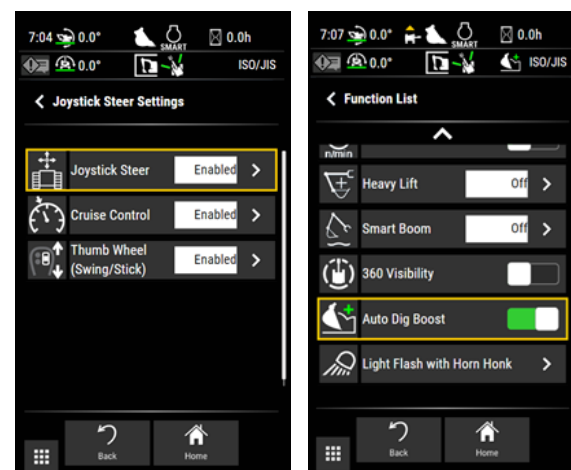 7:04 0.0° SMART 0.0h
0.0° ISO/JIS
Joystick Steer Settings
Joystick Steer Enabled
Cruise Control Enabled
Thumb Wheel
(Swing/Stick) Enabled
Back Home
7:07 0.0° SMART 0.0h
0.0° ISO/JIS
Function List
n/min
Heavy Lift Off
Smart Boom Off
360 Visibility
Auto Dig Boost
Light Flash with Horn Honk
Back Home